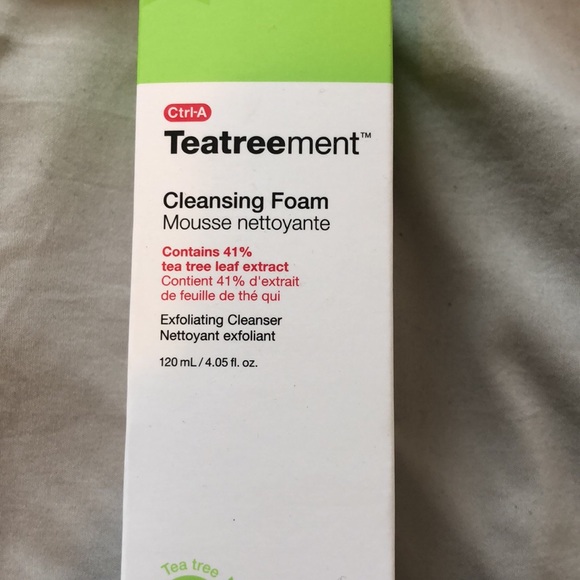 Ctrl-A
Teatreement™
Cleansing Foam
Mousse nettoyante
Contains 41%
tea tree leaf extract
Contient 41% d'extrait
de feuille de thé qui
Exfoliating Cleanser
Nettoyant exfoliant
120 mL / 4.05 fl. oz.
Tea tree